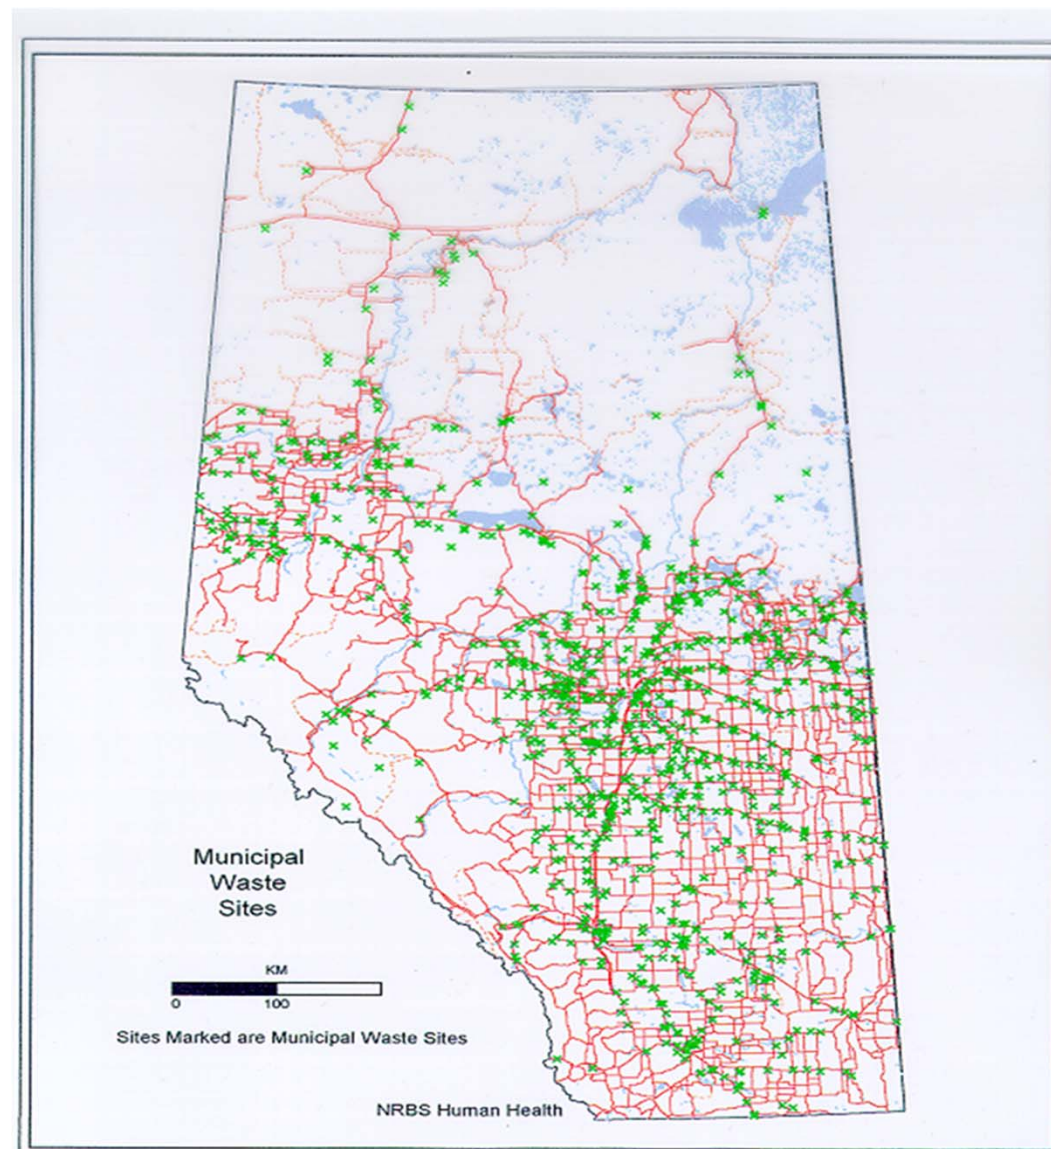 Municipal
Waste
Sites
KM
0 100
Sites Marked are Municipal Waste Sites
NRBS Human Health